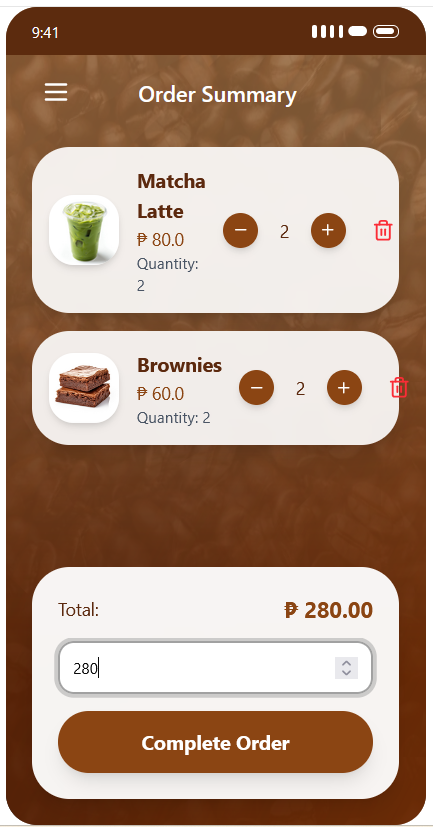 9:41
Order Summary
Matcha
Latte
₱ 80.0
Quantity:
2
− 2 +
Brownies
₱ 60.0
Quantity: 2
− 2 +
Total: ₱ 280.00
280
Complete Order